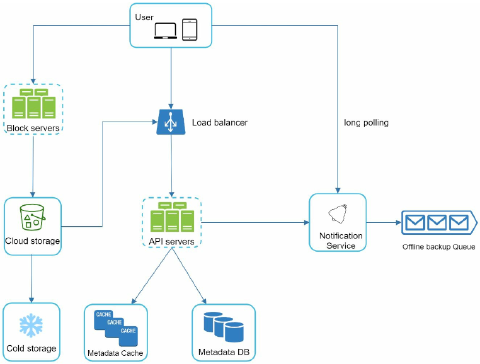 User
Block servers
Load balancer
long polling
Cloud storage
API servers
Notification
Service
Offline backup Queue
Cold storage
CACHE
CACHE
CACHE
Metadata Cache
Metadata DB